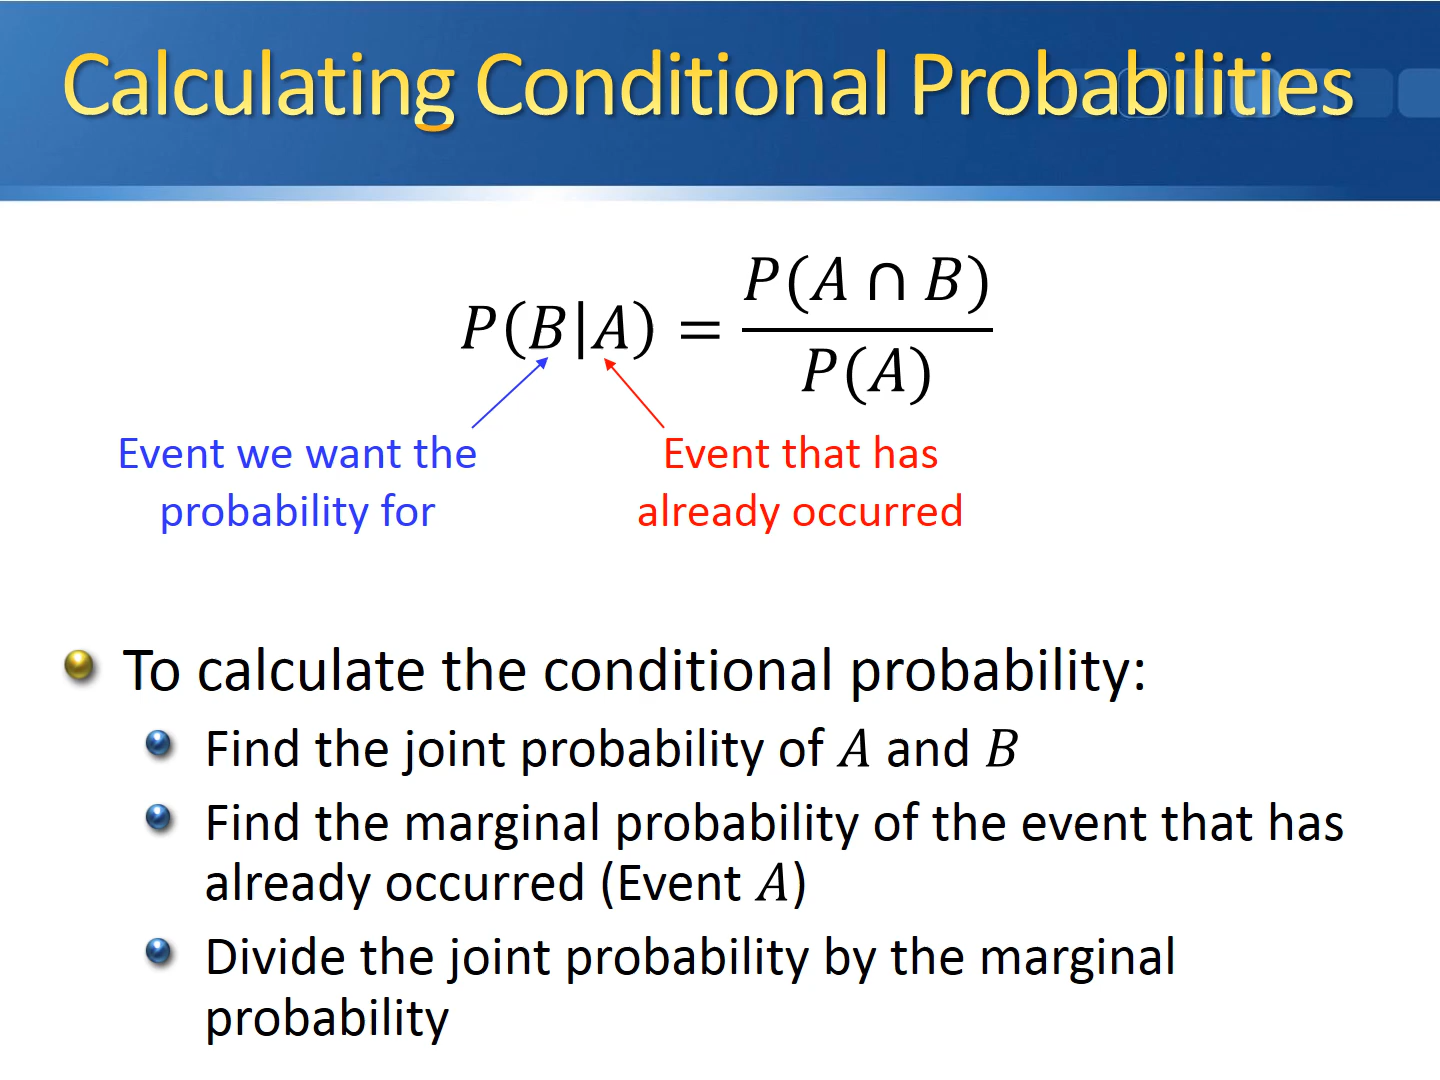 Calculating Conditional Probabilities
P(B|A) = P(A ∩ B) / P(A)
Event we want the
probability for
Event that has
already occurred
To calculate the conditional probability:
Find the joint probability of A and B
Find the marginal probability of the event that has
already occurred (Event A)
Divide the joint probability by the marginal
probability